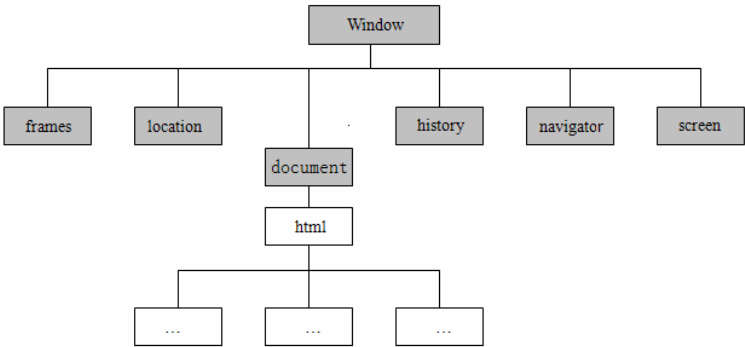 Window
frames
location
history
navigator
screen
document
html
...
...
...